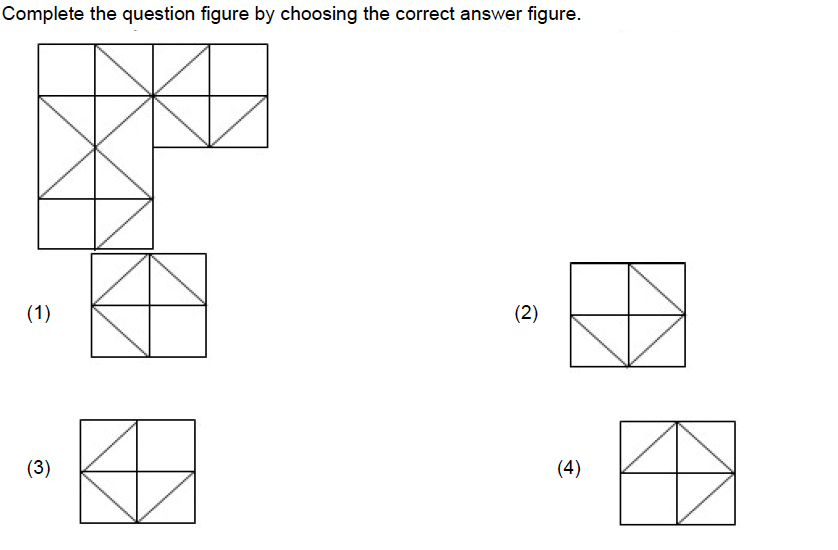 Complete the question figure by choosing the correct answer figure.
(1)
(2)
(3)
(4)